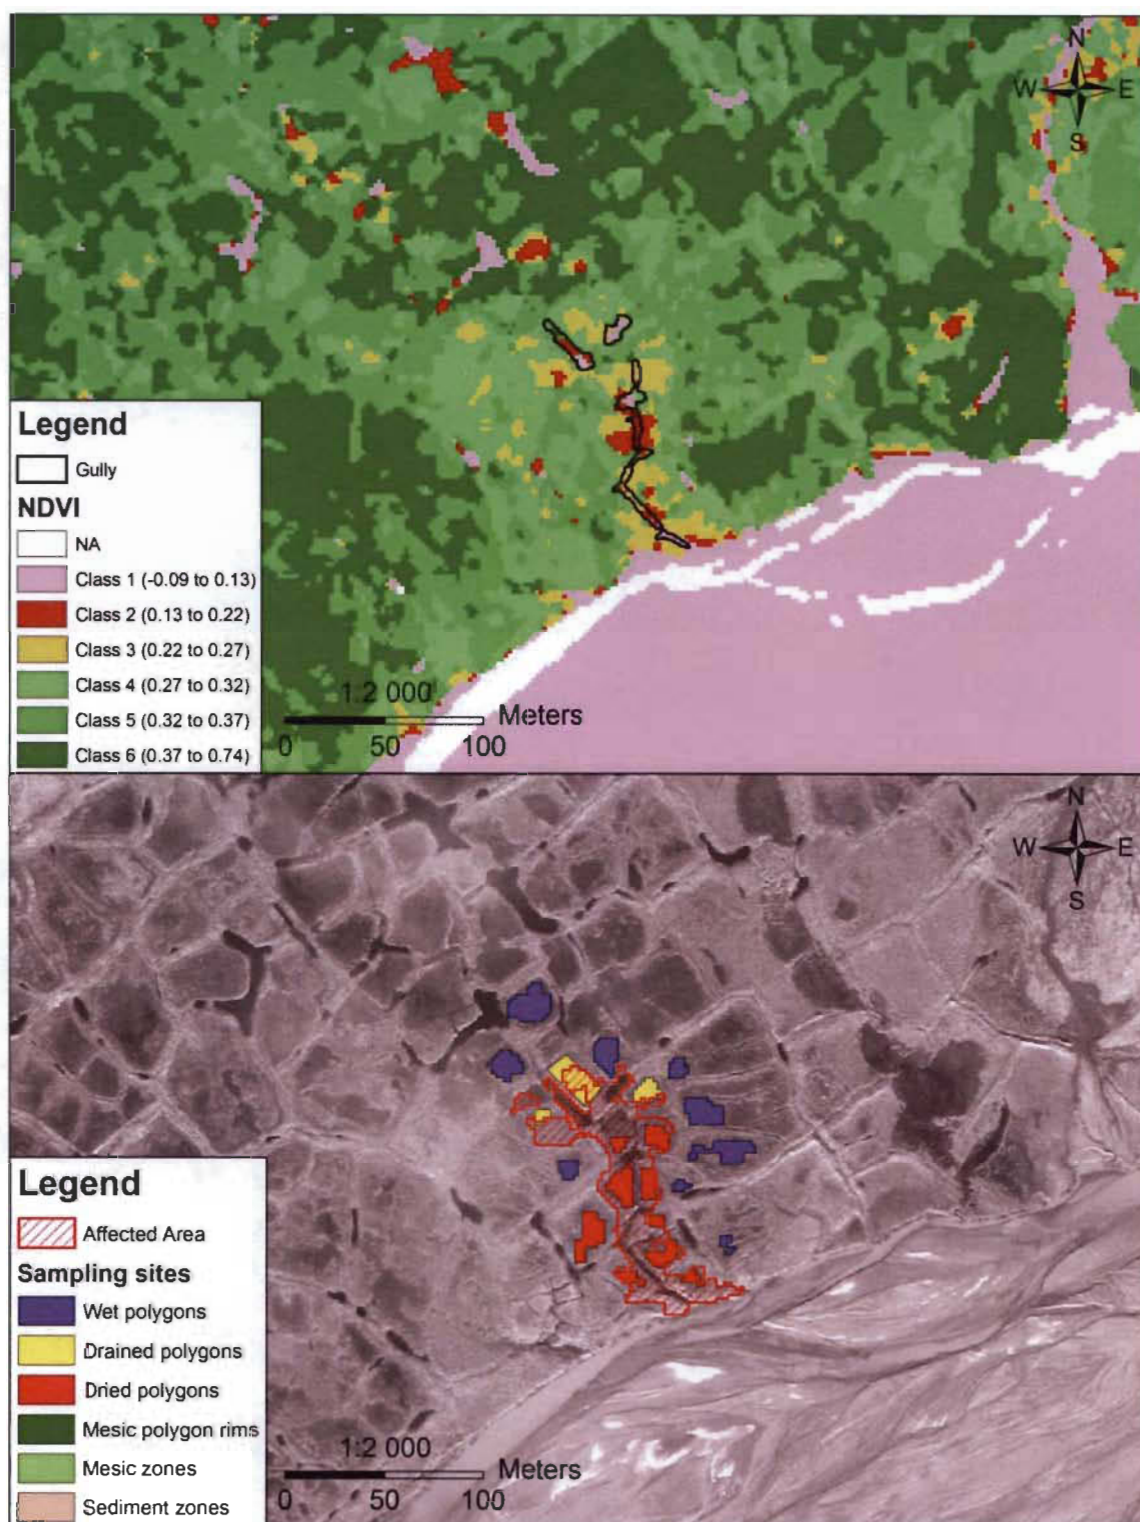 N
W E
S
Legend
Gully
NDVI
NA
Class 1 (-0.09 to 0.13)
Class 2 (0.13 to 0.22)
Class 3 (0.22 to 0.27)
Class 4 (0.27 to 0.32)
Class 5 (0.32 to 0.37)
Class 6 (0.37 to 0.74)
1:2 000
Meters
0 50 100
N
W E
S
Legend
Affected Area
Sampling sites
Wet polygons
Drained polygons
Dried polygons
Mesic polygon rims
Mesic zones
Sediment zones
1:2 000
Meters
0 50 100